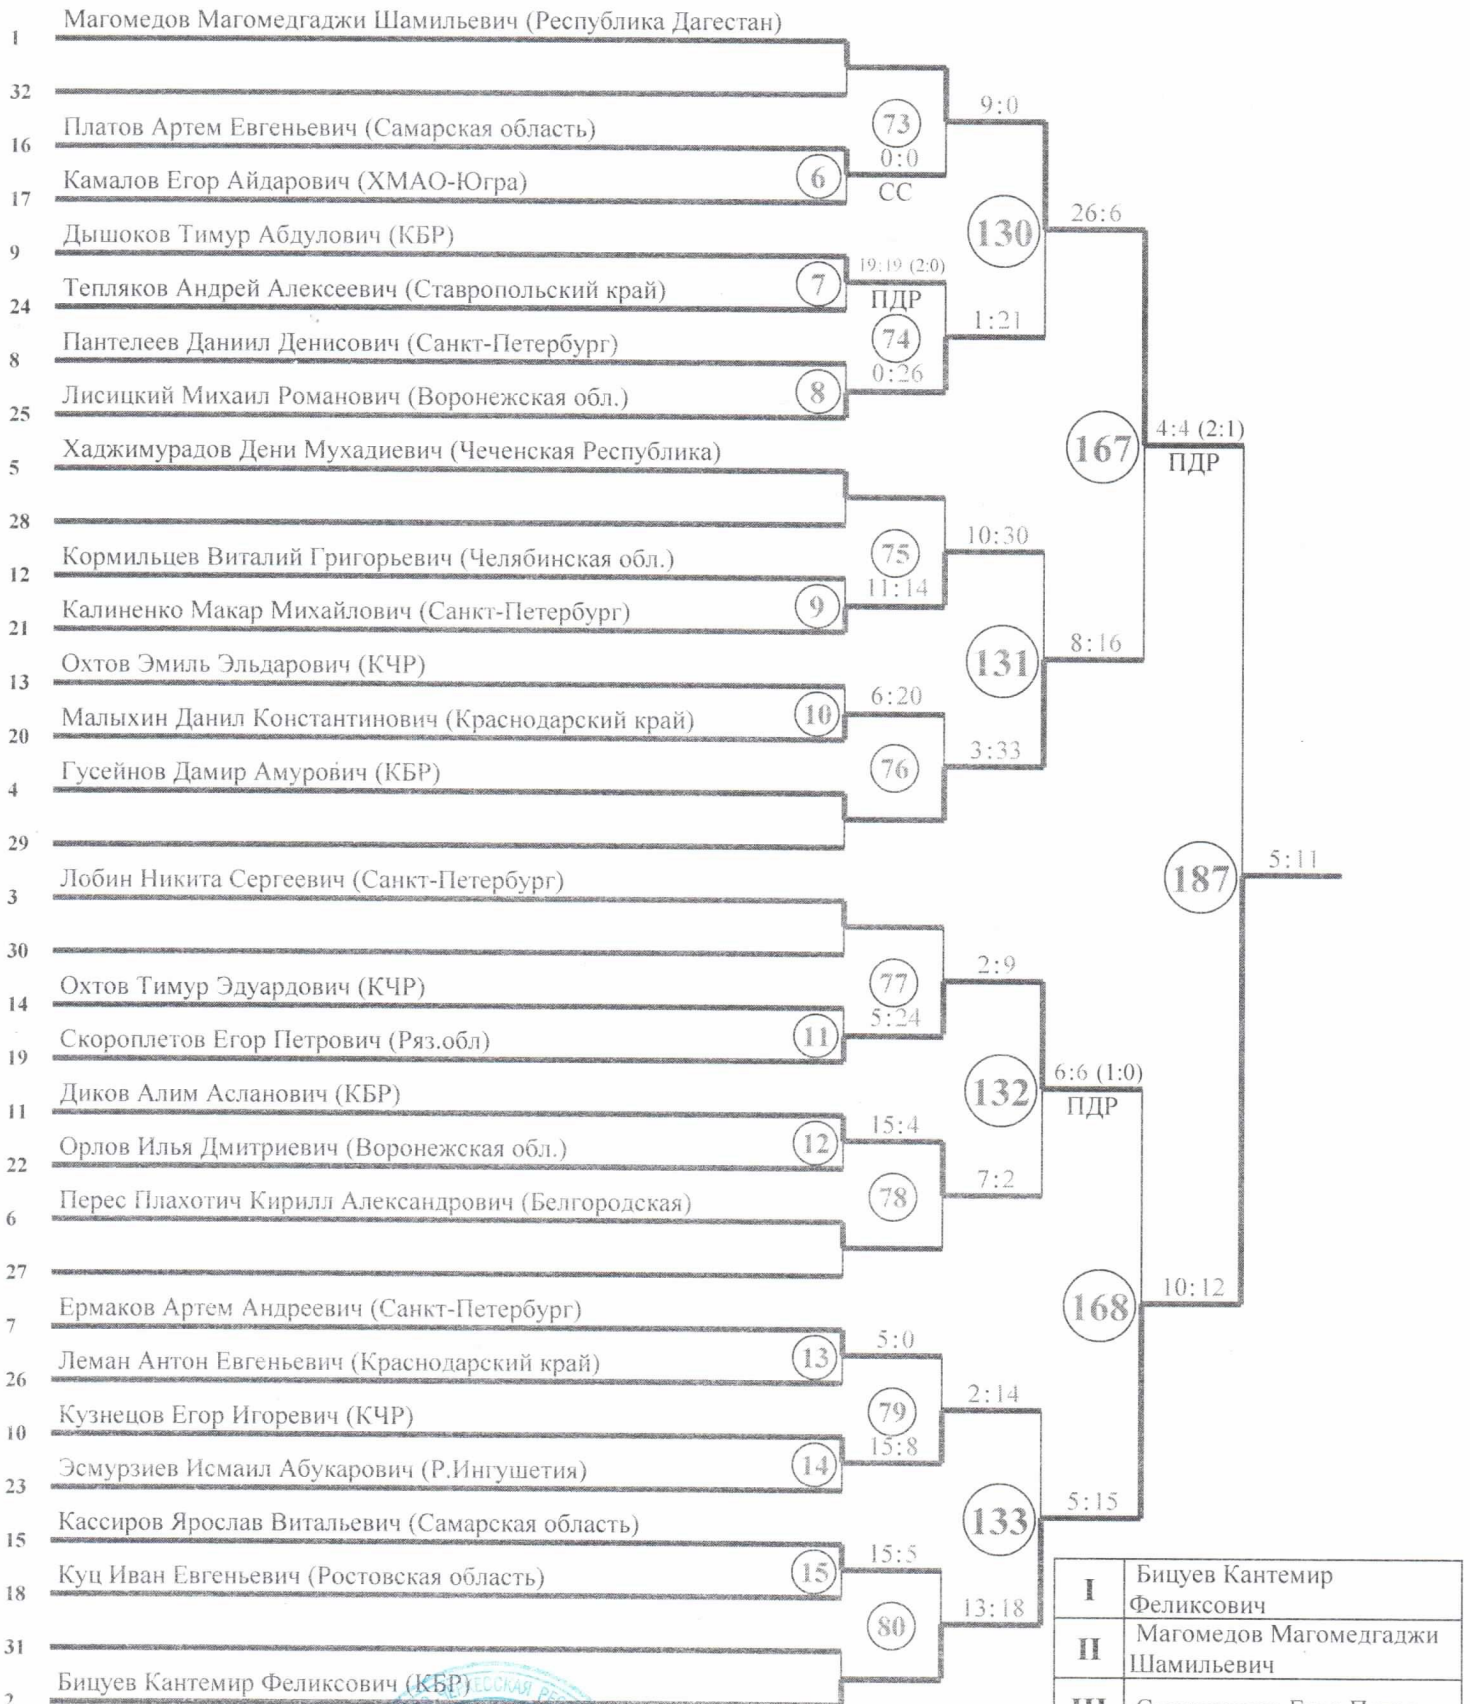 Магомедов Магомедгаджи Шамильевич (Республика Дагестан)
1
32
9:0
Платов Артем Евгеньевич (Самарская область)
73
16
0:0
Камалов Егор Айдарович (ХМАО-Югра)
6
СС
17
26:6
Дышоков Тимур Абдулович (КБР)
130
9
19:19 (2:0)
Тепляков Андрей Алексеевич (Ставропольский край)
7
ПДР
24
1:21
Пантелеев Даниил Денисович (Санкт-Петербург)
74
8
0:26
Лисицкий Михаил Романович (Воронежская обл.)
8
25
4:4 (2:1)
Хаджимурадов Дени Мухадиевич (Чеченская Республика)
167
ПДР
5
28
10:30
Кормильцев Виталий Григорьевич (Челябинская обл.)
75
12
11:14
Калиненко Макар Михайлович (Санкт-Петербург)
9
21
8:16
Охтов Эмиль Эльдарович (КЧР)
131
13
6:20
Малыхин Данил Константинович (Краснодарский край)
10
20
3:33
Гусейнов Дамир Амурович (КБР)
76
4
29
5:11
Лобин Никита Сергеевич (Санкт-Петербург)
187
3
30
2:9
Охтов Тимур Эдуардович (КЧР)
77
14
5:24
Скороплетов Егор Петрович (Ряз.обл)
11
19
6:6 (1:0)
Диков Алим Асланович (КБР)
132
ПДР
11
15:4
Орлов Илья Дмитриевич (Воронежская обл.)
12
22
7:2
Перес Плахотич Кирилл Александрович (Белгородская)
78
6
27
10:12
Ермаков Артем Андреевич (Санкт-Петербург)
168
7
5:0
Леман Антон Евгеньевич (Краснодарский край)
13
26
2:14
Кузнецов Егор Игоревич (КЧР)
79
10
15:8
Эсмурзиев Исмаил Абукарович (Р.Ингушетия)
14
23
5:15
Кассиров Ярослав Витальевич (Самарская область)
133
15
15:5
Куц Иван Евгеньевич (Ростовская область)
15
18
13:18
80
31
Бицуев Кантемир Феликсович (КБР)
2
I
Бицуев Кантемир
Феликсович
II
Магомедов Магомедгаджи
Шамильевич
III